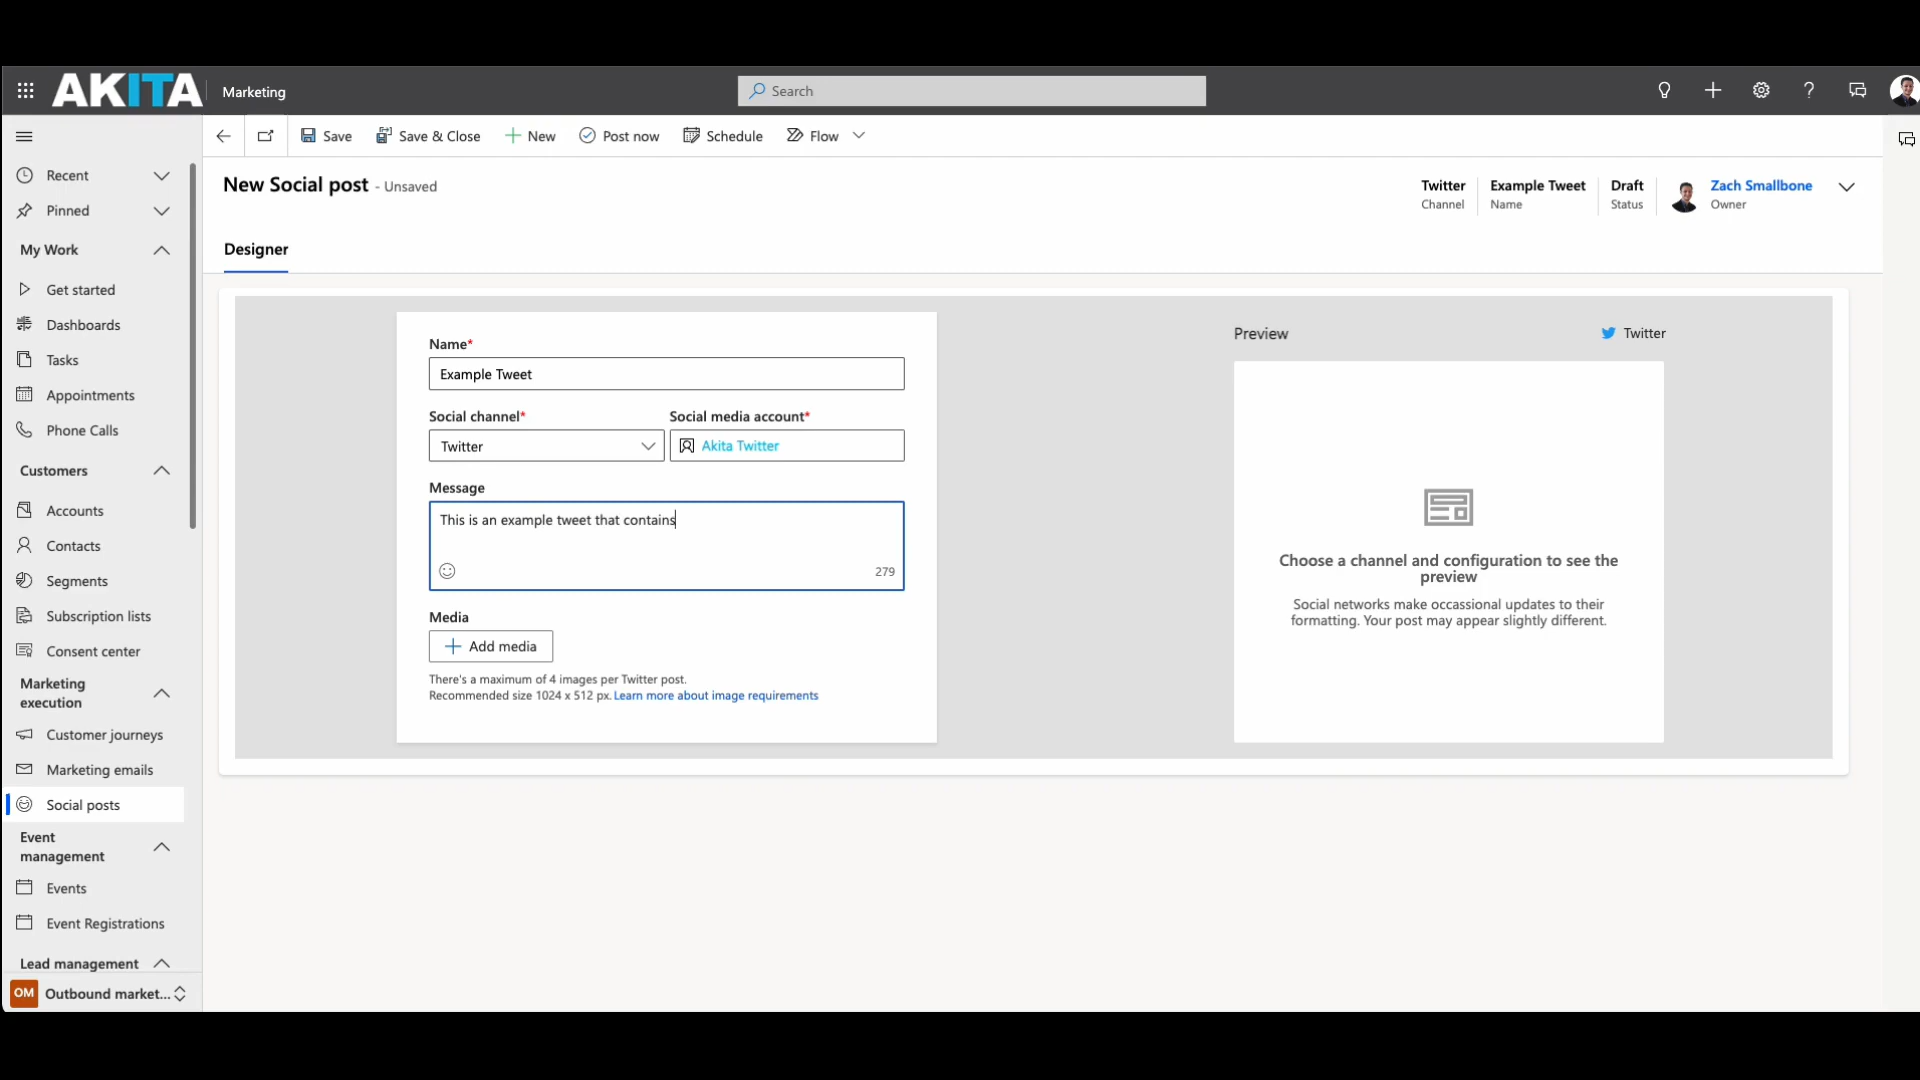 AKITA
Marketing
Search
Save
Save & Close
New
Post now
Schedule
Flow
Recent
Pinned
My Work
Get started
Dashboards
Tasks
Appointments
Phone Calls
Customers
Accounts
Contacts
Segments
Subscription lists
Consent center
Marketing
execution
Customer journeys
Marketing emails
Social posts
Event
management
Events
Event Registrations
Lead management
OM Outbound market...
New Social post - Unsaved
Twitter
Channel
Example Tweet
Name
Draft
Status
Zach Smallbone
Owner
Designer
Name*
Example Tweet
Social channel*
Twitter
Social media account*
Akita Twitter
Message
This is an example tweet that contains
279
Media
Add media
There's a maximum of 4 images per Twitter post.
Recommended size 1024 x 512 px. Learn more about image requirements
Preview
Twitter
Choose a channel and configuration to see the
preview
Social networks make occassional updates to their
formatting. Your post may appear slightly different.